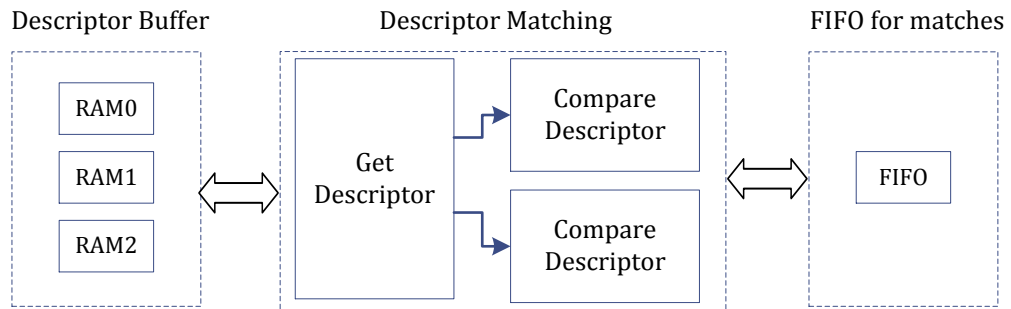 Descriptor Buffer
Descriptor Matching
FIFO for matches
RAM0
RAM1
RAM2
Get
Descriptor
Compare
Descriptor
Compare
Descriptor
FIFO